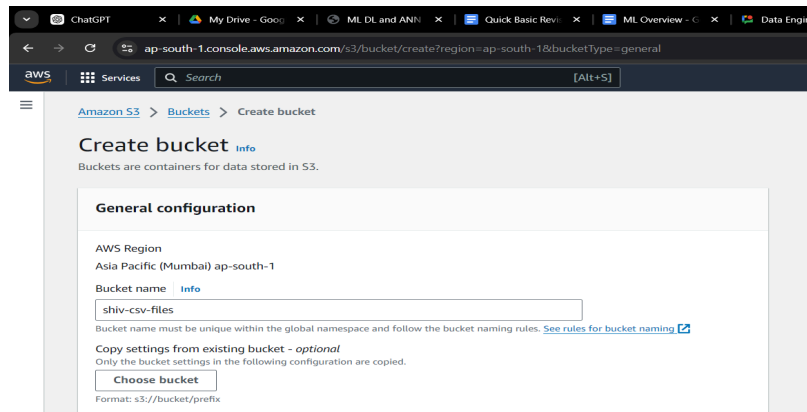 ChatGPT
My Drive - Goog
ML DL and ANN
Quick Basic Revi
ML Overview - G
Data Engin
ap-south-1.console.aws.amazon.com/s3/bucket/create?region=ap-south-1&bucketType=general
aws
Services
Search
[Alt+S]
Amazon S3 > Buckets > Create bucket
Create bucket Info
Buckets are containers for data stored in S3.
General configuration
AWS Region
Asia Pacific (Mumbai) ap-south-1
Bucket name Info
shiv-csv-files
Bucket name must be unique within the global namespace and follow the bucket naming rules. See rules for bucket naming
Copy settings from existing bucket - optional
Only the bucket settings in the following configuration are copied.
Choose bucket
Format: s3://bucket/prefix